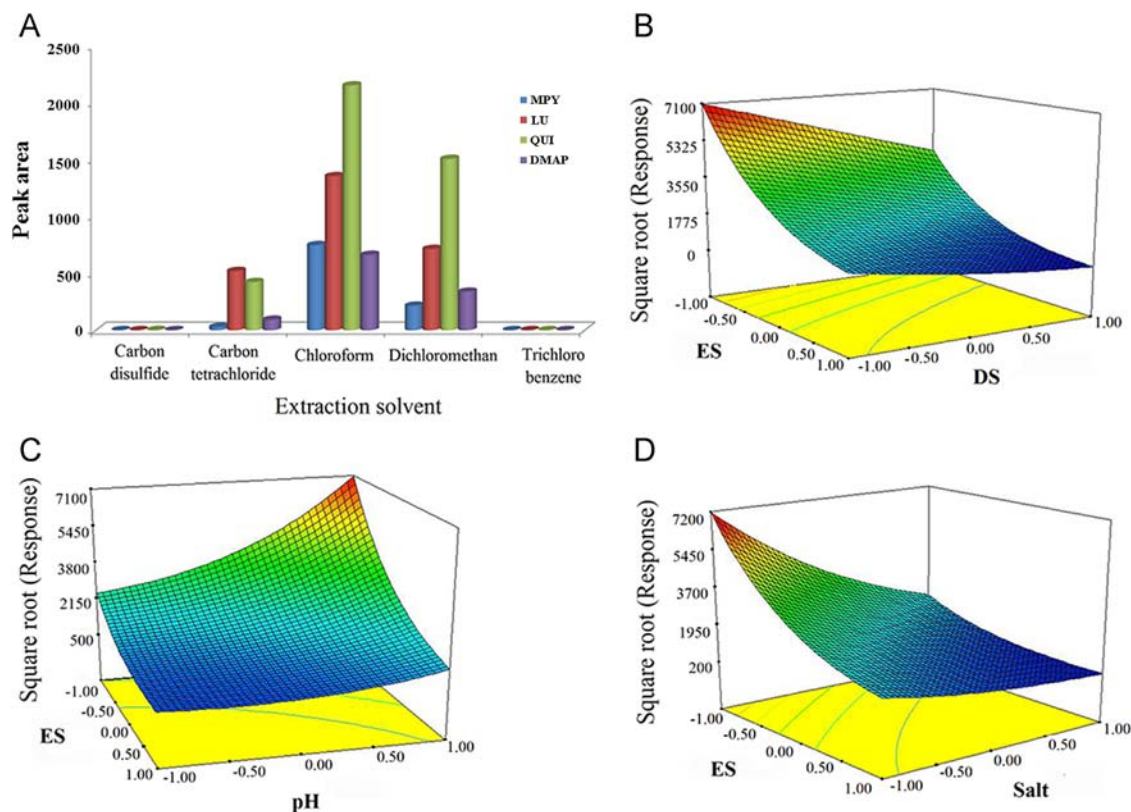 A
Peak area
2500
2000
1500
1000
500
0
MPY
LU
QUI
DMAP
Carbon disulfide
Carbon tetrachloride
Chloroform
Dichloromethan
Trichloro benzene
Extraction solvent
B
Square root (Response)
7100
5325
3550
1775
0
-1.00
-0.50
0.00
0.50
1.00
ES
-1.00
-0.50
0.00
0.50
1.00
DS
C
Square root (Response)
7100
5450
3800
2150
500
-1.00
-0.50
0.00
0.50
1.00
ES
-1.00
-0.50
0.00
0.50
1.00
pH
D
Square root (Response)
7200
5450
3700
1950
200
-1.00
-0.50
0.00
0.50
1.00
ES
-1.00
-0.50
0.00
0.50
1.00
Salt